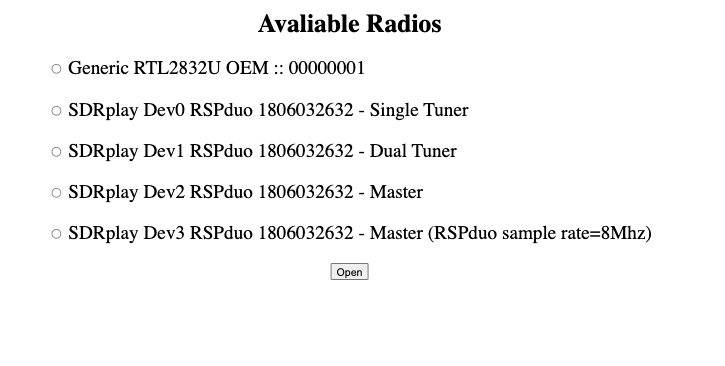 Avaliable Radios
Generic RTL2832U OEM :: 00000001
SDRplay Dev0 RSPduo 1806032632 - Single Tuner
SDRplay Dev1 RSPduo 1806032632 - Dual Tuner
SDRplay Dev2 RSPduo 1806032632 - Master
SDRplay Dev3 RSPduo 1806032632 - Master (RSPduo sample rate=8Mhz)
Open